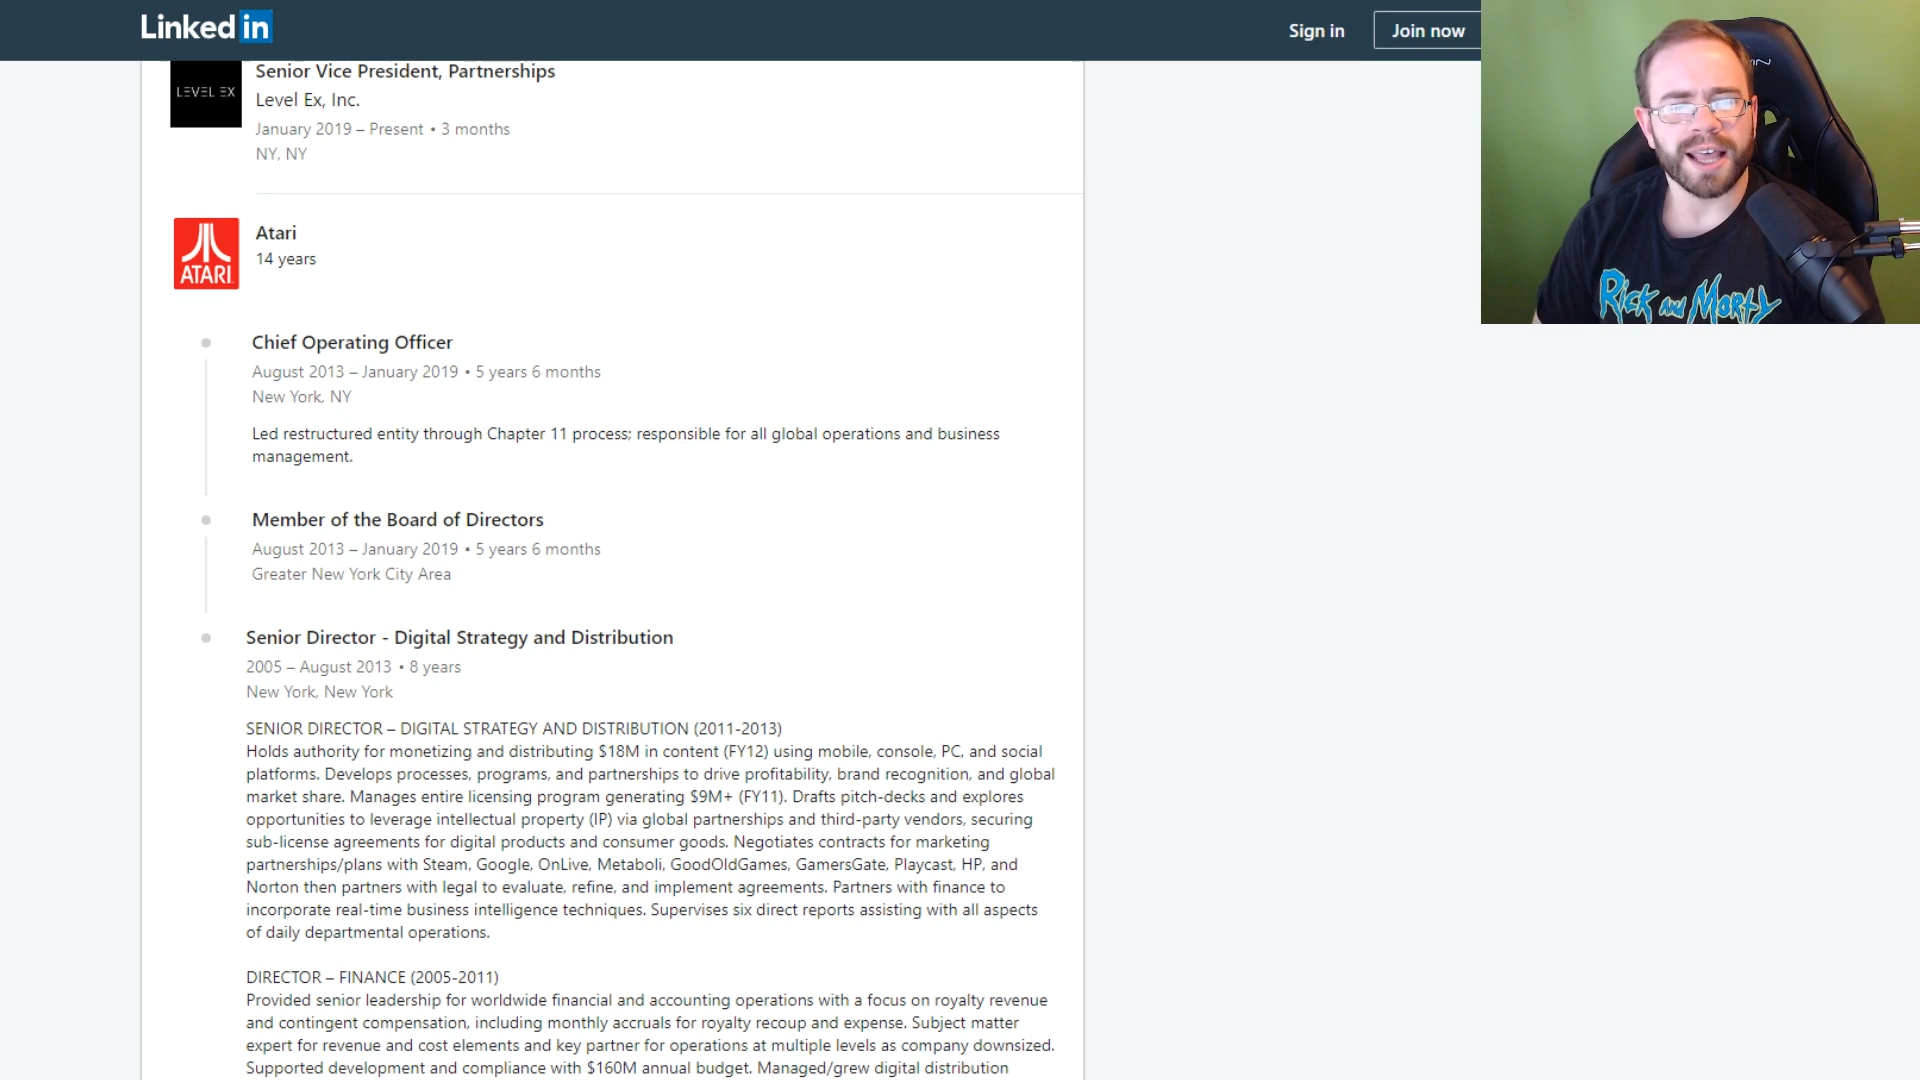 Linked in
Sign in
Join now
LEVEL EX
Senior Vice President, Partnerships
Level Ex, Inc.
January 2019 – Present • 3 months
NY, NY
ATARI
Atari
14 years
Chief Operating Officer
August 2013 – January 2019 • 5 years 6 months
New York, NY
Led restructured entity through Chapter 11 process; responsible for all global operations and business
management.
Member of the Board of Directors
August 2013 – January 2019 • 5 years 6 months
Greater New York City Area
Senior Director - Digital Strategy and Distribution
2005 – August 2013 • 8 years
New York, New York
SENIOR DIRECTOR – DIGITAL STRATEGY AND DISTRIBUTION (2011-2013)
Holds authority for monetizing and distributing $18M in content (FY12) using mobile, console, PC, and social
platforms. Develops processes, programs, and partnerships to drive profitability, brand recognition, and global
market share. Manages entire licensing program generating $9M+ (FY11). Drafts pitch-decks and explores
opportunities to leverage intellectual property (IP) via global partnerships and third-party vendors, securing
sub-license agreements for digital products and consumer goods. Negotiates contracts for marketing
partnerships/plans with Steam, Google, OnLive, Metaboli, GoodOldGames, GamersGate, Playcast, HP, and
Norton then partners with legal to evaluate, refine, and implement agreements. Partners with finance to
incorporate real-time business intelligence techniques. Supervises six direct reports assisting with all aspects
of daily departmental operations.
DIRECTOR – FINANCE (2005-2011)
Provided senior leadership for worldwide financial and accounting operations with a focus on royalty revenue
and contingent compensation, including monthly accruals for royalty recoup and expense. Subject matter
expert for revenue and cost elements and key partner for operations at multiple levels as company downsized.
Supported development and compliance with $160M annual budget. Managed/grew digital distribution
Rick and Morty